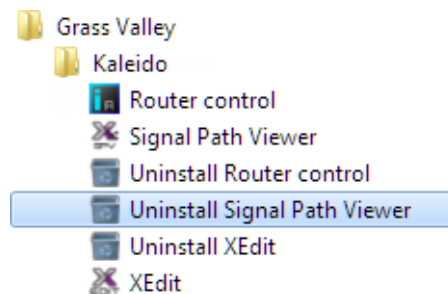 Grass Valley
Kaleido
Router control
Signal Path Viewer
Uninstall Router control
Uninstall Signal Path Viewer
Uninstall XEdit
XEdit